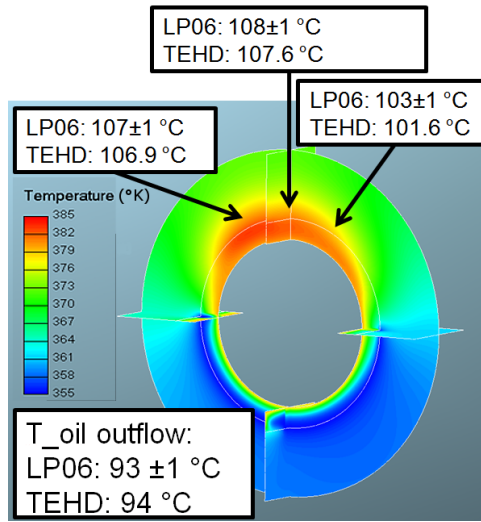 LP06: 108±1 °C
TEHD: 107.6 °C
LP06: 103±1 °C
TEHD: 101.6 °C
LP06: 107±1 °C
TEHD: 106.9 °C
Temperature (°K)
385
382
379
376
373
370
367
364
361
358
355
T_oil outflow:
LP06: 93 ±1 °C
TEHD: 94 °C